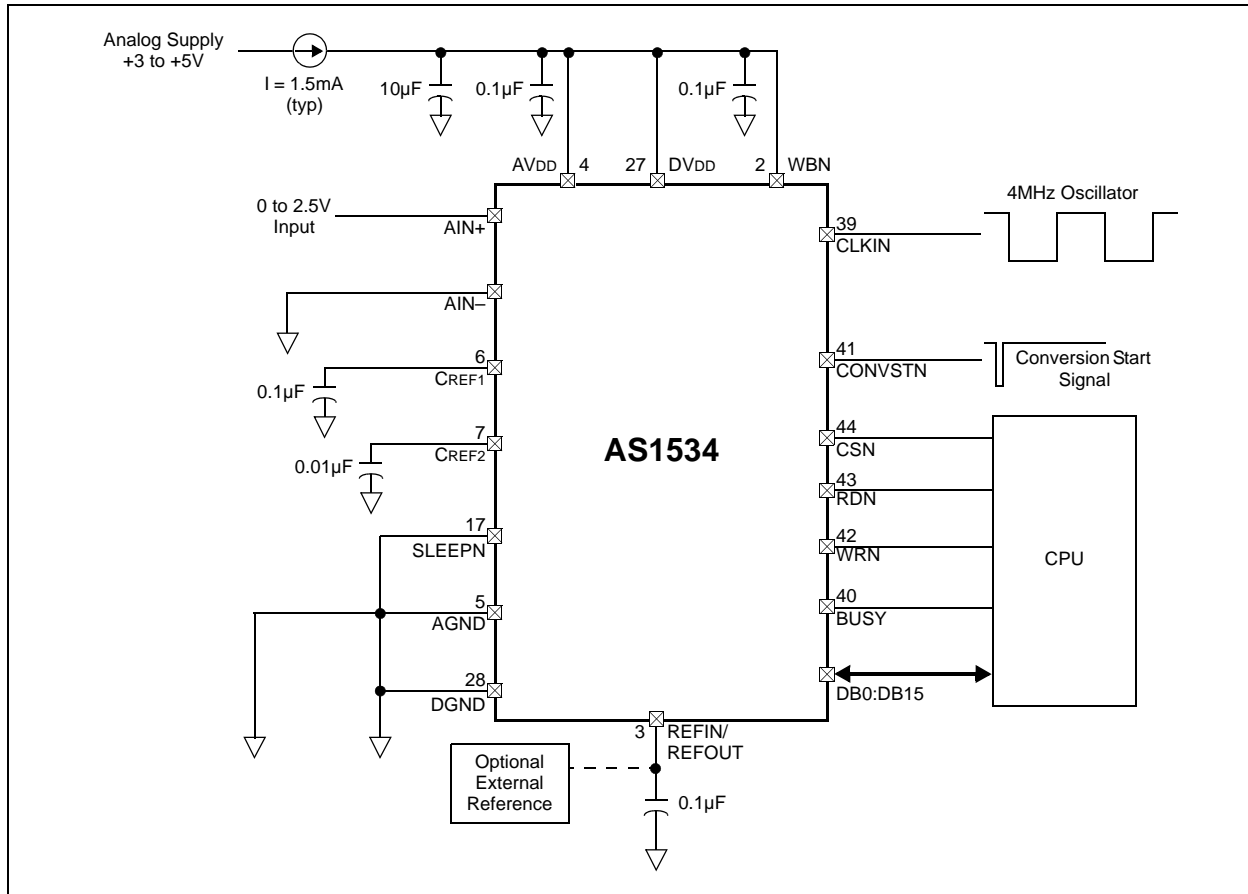 Analog Supply
+3 to +5V
I = 1.5mA
(typ)
10µF
0.1µF
0.1µF
AVDD
4
27
DVDD
2
WBN
0 to 2.5V
Input
AIN+
AIN–
6
CREF1
0.1µF
7
CREF2
0.01µF
17
SLEEPN
5
AGND
28
DGND
AS1534
4MHz Oscillator
39
CLKIN
41
CONVSTN
Conversion Start
Signal
44
CSN
43
RDN
42
WRN
40
BUSY
DB0:DB15
CPU
3
REFIN/
REFOUT
Optional
External
Reference
0.1µF